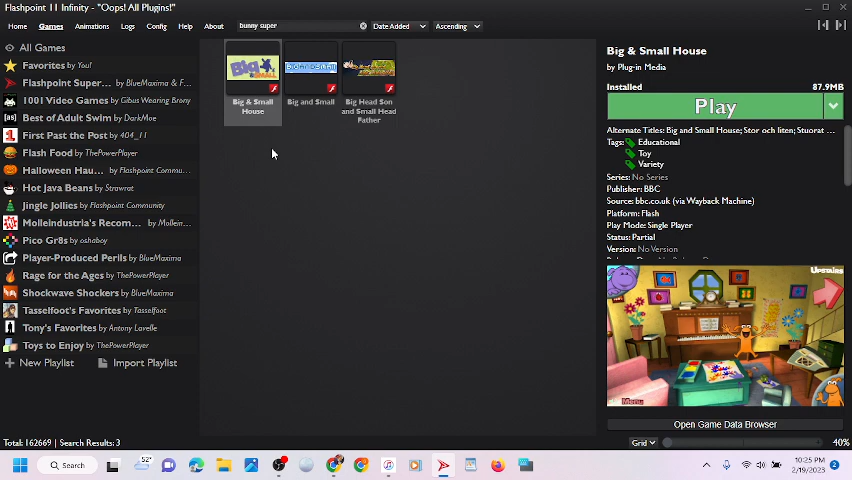 Flashpoint 11 Infinity - "Oops! All Plugins!"
Home Games Animations Logs Config Help About bunny super Date Added Ascending
All Games
Favorites by You!
Flashpoint Super... by BlueMaxima & F...
1001 Video Games by Gibus Wearing Brony
Best of Adult Swim by DarkMoe
First Past the Post by 404_11
Flash Food by ThePowerPlayer
Halloween Hau... by Flashpoint Commu...
Hot Java Beans by Strawrat
Jingle Jollies by Flashpoint Community
Molleindustria's Recom... by Mollein...
Pico Gr8s by oshaboy
Player-Produced Perils by BlueMaxima
Rage for the Ages by ThePowerPlayer
Shockwave Shockers by BlueMaxima
Tasselfoot's Favorites by Tasselfoot
Tony's Favorites by Antony Lavelle
Toys to Enjoy by ThePowerPlayer
New Playlist Import Playlist
BIG & SMALL
Big & Small House
Big and Small
Big Head Son and Small Head Father
Big & Small House
by Plug-in Media
Installed 87.9MB
Play
Alternate Titles: Big and Small House; Stor och liten; Stuorat ...
Tags: Educational
Toy
Variety
Series: No Series
Publisher: BBC
Source: bbc.co.uk (via Wayback Machine)
Platform: Flash
Play Mode: Single Player
Status: Partial
Version: No Version
Upstairs
Menu
Open Game Data Browser
Total: 162669 | Search Results: 3
Grid 40%
52°
Search
10:25 PM
2/19/2023
2